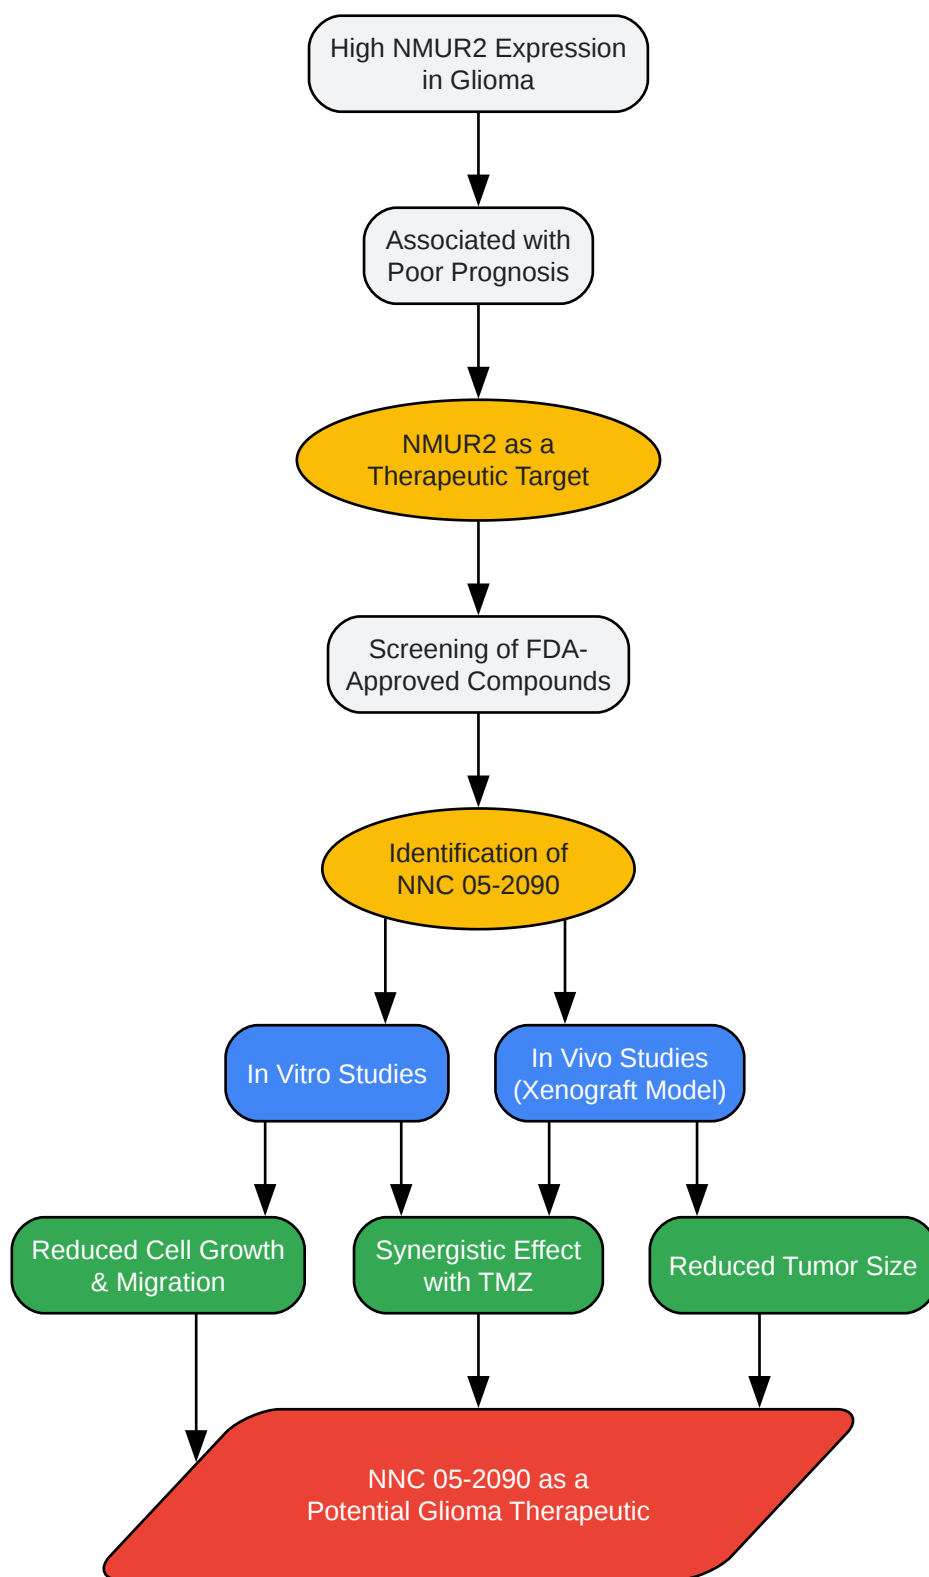 High NMUR2 Expression
in Glioma
Associated with
Poor Prognosis
NMUR2 as a
Therapeutic Target
Screening of FDA-
Approved Compounds
Identification of
NNC 05-2090
In Vitro Studies
In Vivo Studies
(Xenograft Model)
Reduced Cell Growth
& Migration
Synergistic Effect
with TMZ
Reduced Tumor Size
NNC 05-2090 as a
Potential Glioma Therapeutic